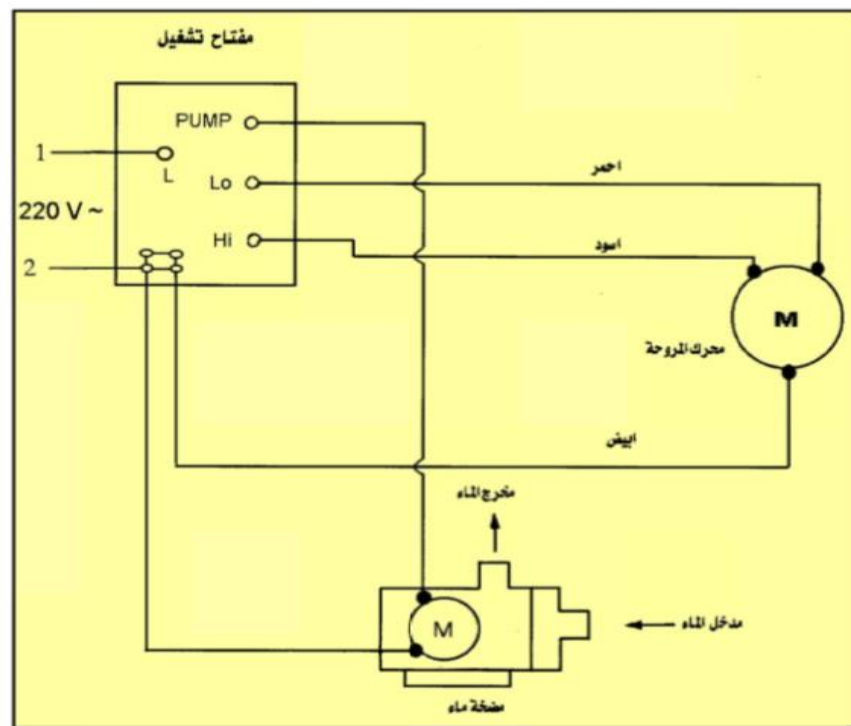 مفتاح تشغيل
PUMP
1
L
Lo
احمر
220 V ~
Hi
اسود
2
M
محرك المروحة
ابيض
مخرج الماء
M
مدخل الماء
مضخة ماء